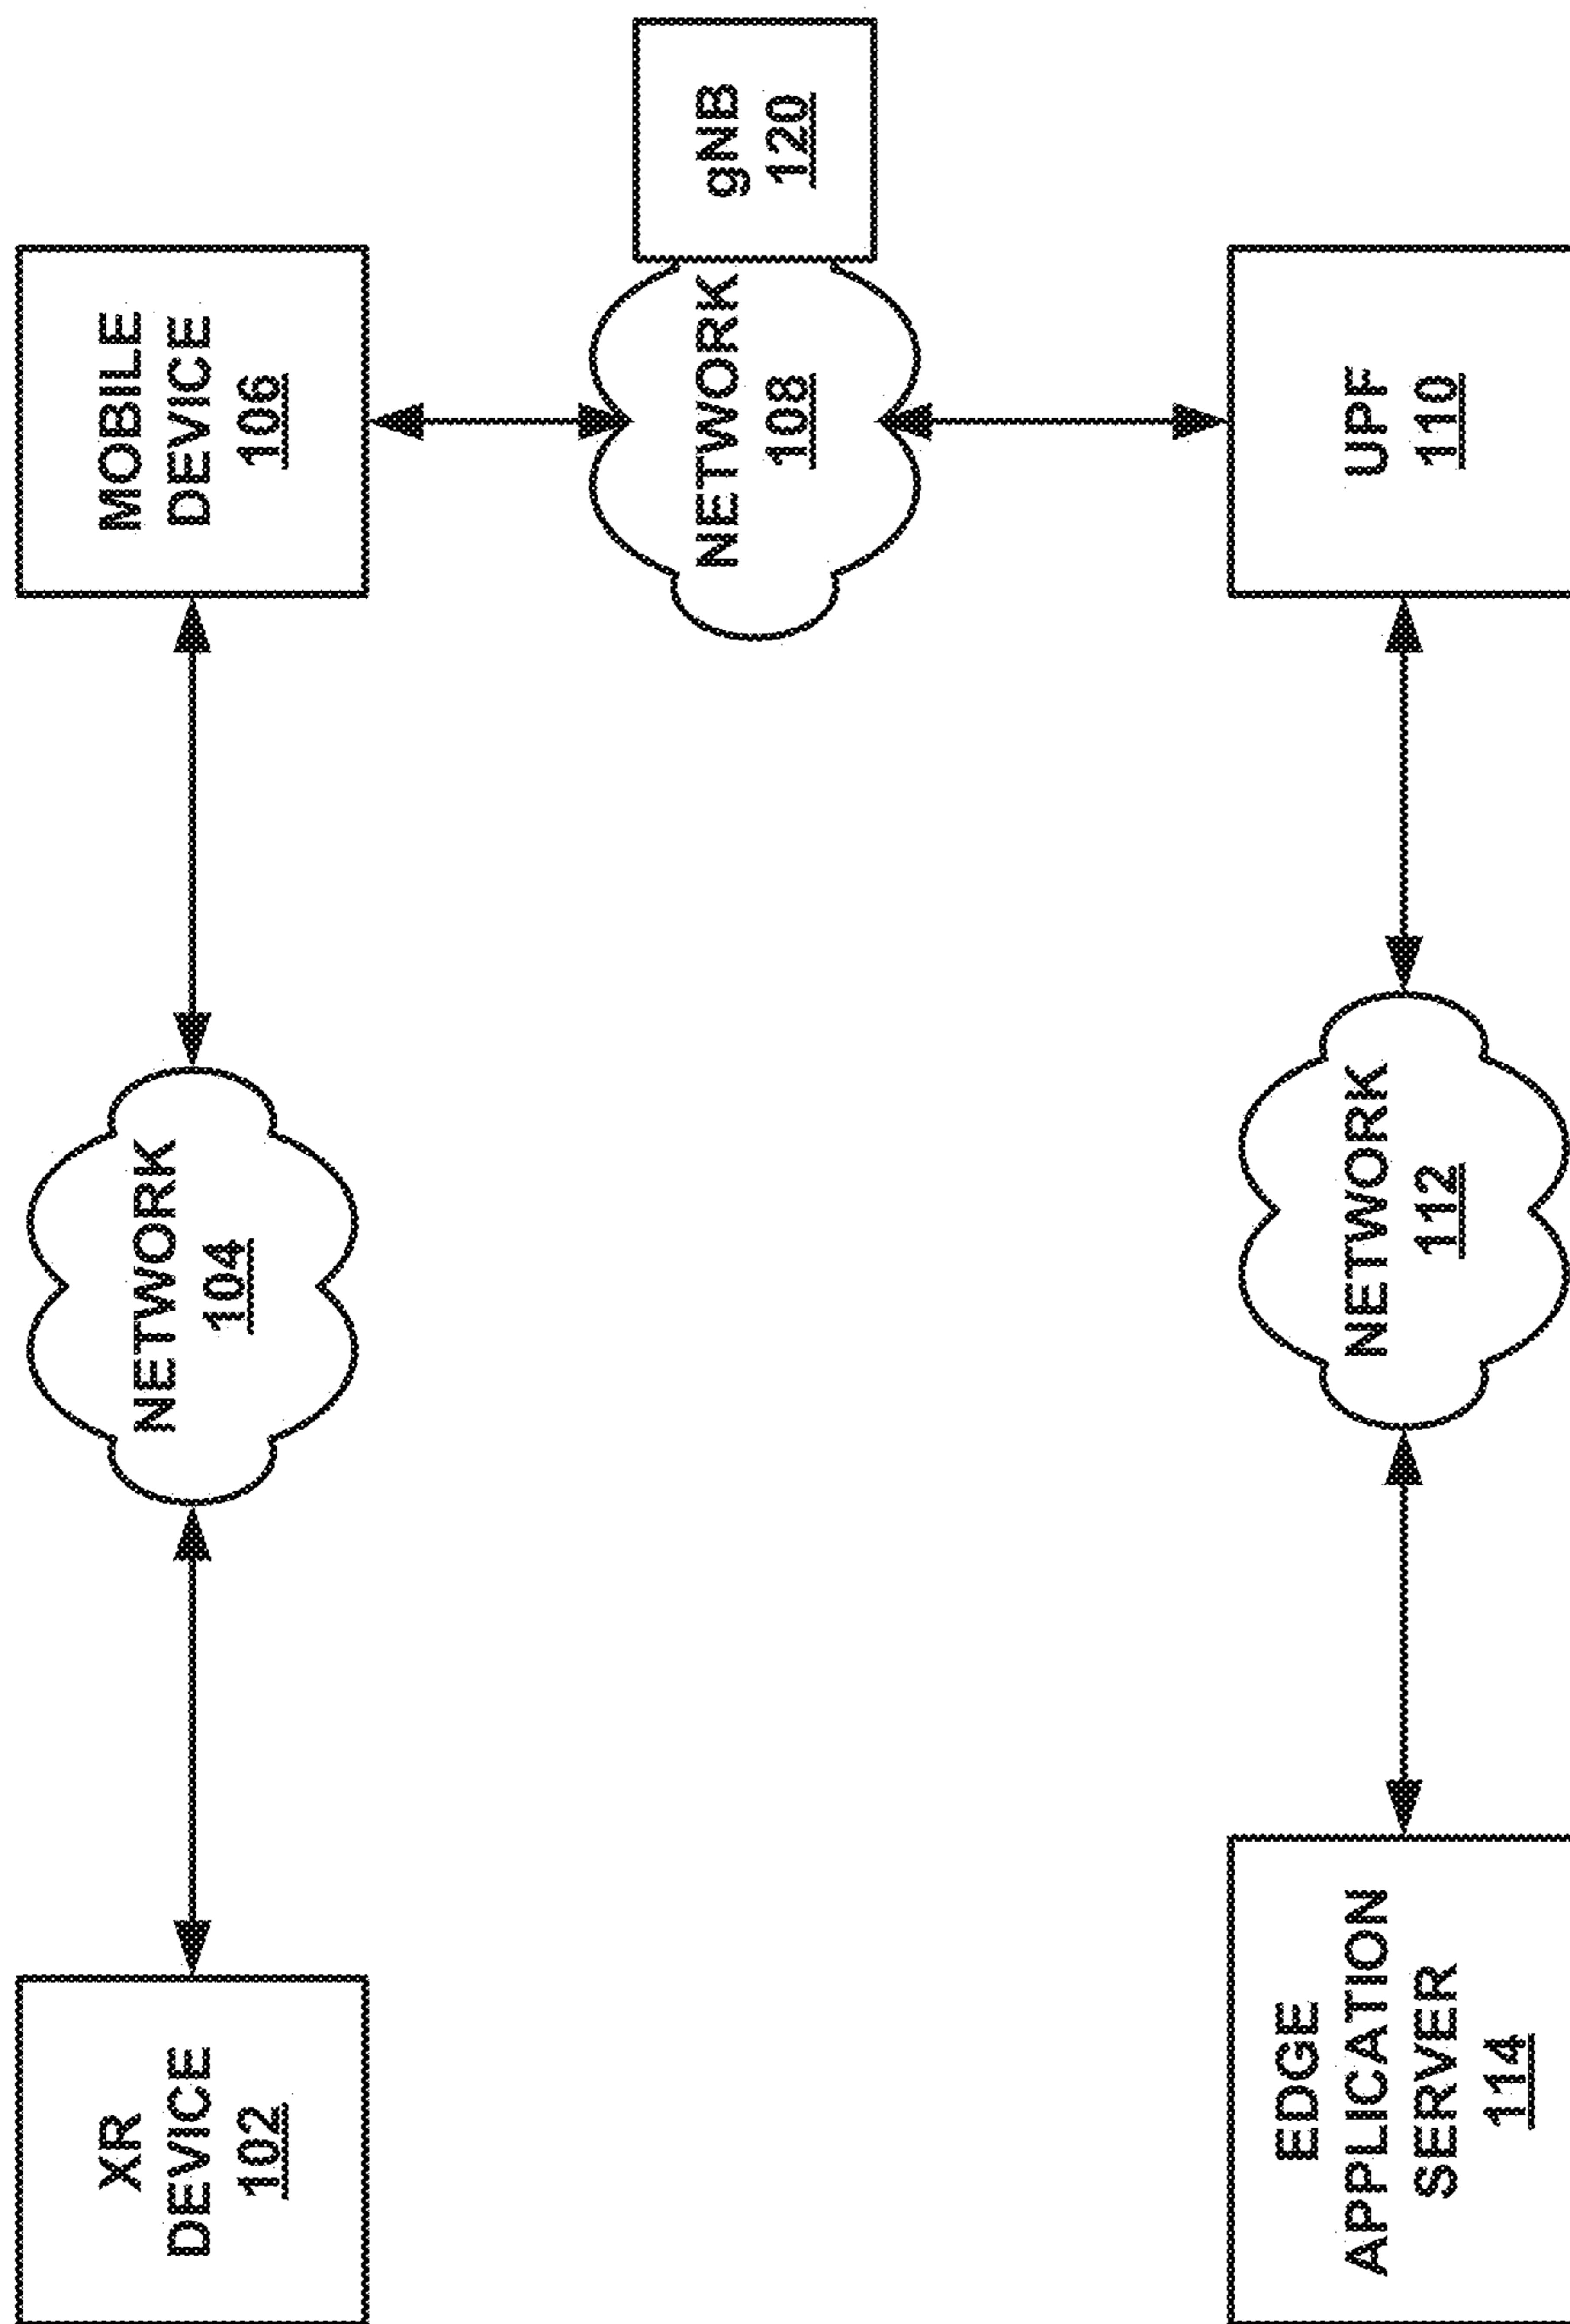 XR
DEVICE
102
NETWORK
104
MOBILE
DEVICE
106
NETWORK
108
gNB
120
EDGE
APPLICATION
SERVER
114
NETWORK
112
UPF
110